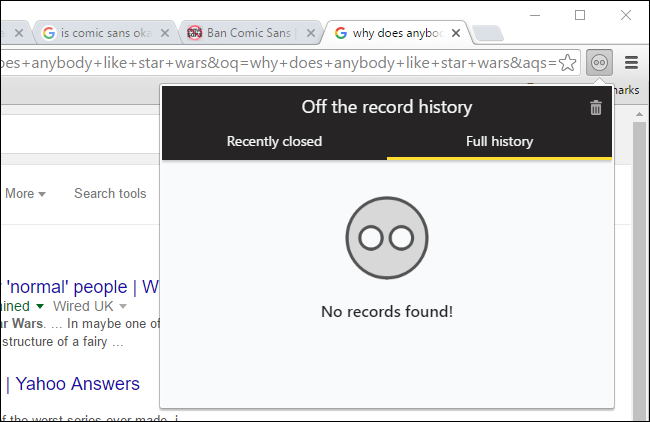 is comic sans oka
Ban Comic Sans |
why does anybod
oes+anybody+like+star+wars&oq=why+does+anybody+like+star+wars&aqs=
Off the record history
Recently closed
Full history
More
Search tools
No records found!
'normal' people | W
ained Wired UK
ar Wars. ... In maybe one of
structure of a fairy ...
| Yahoo Answers
of the worst series ever made. i